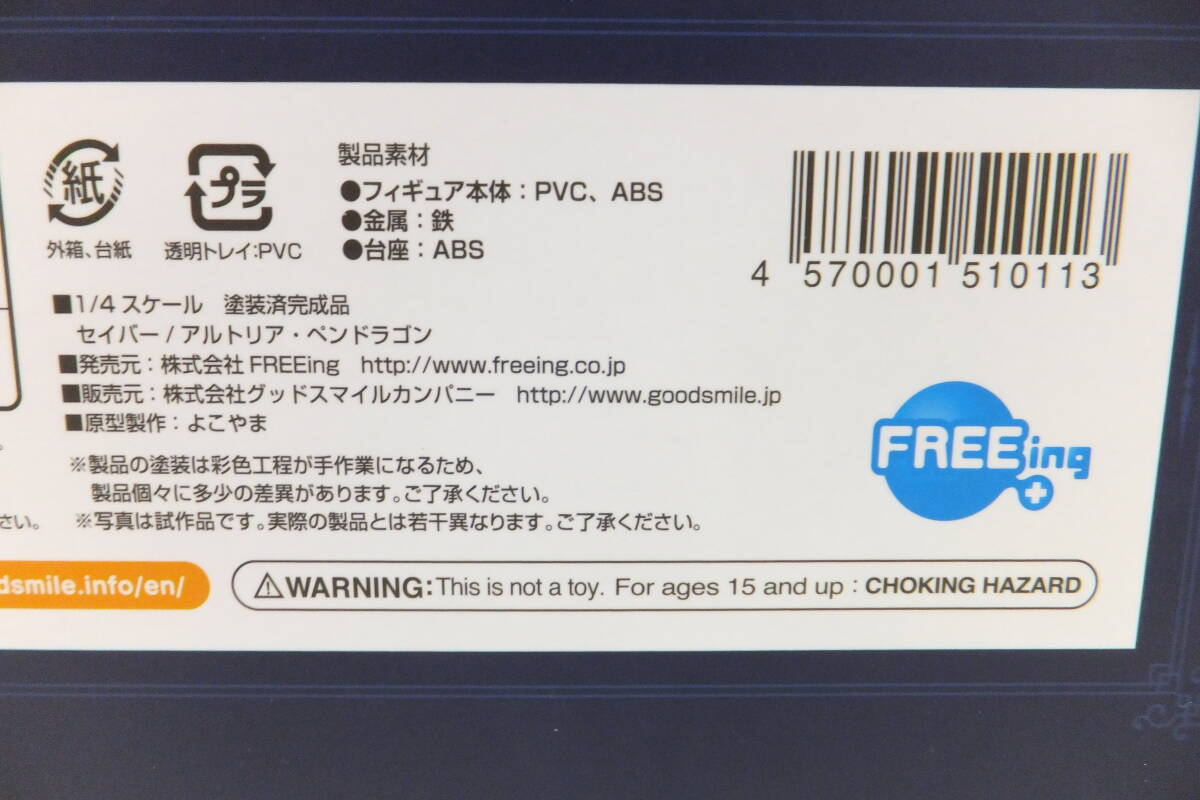 紙
外箱、台紙
プラ
透明トレイ:PVC
製品素材
●フィギュア本体:PVC、ABS
●金属:鉄
●台座:ABS
4 570001 510113
■1/4 スケール 塗装済完成品
セイバー / アルトリア・ペンドラゴン
■発売元:株式会社 FREEing http://www.freeing.co.jp
■販売元:株式会社グッドスマイルカンパニー http://www.goodsmile.jp
■原型製作:よこやま
FREEing
※製品の塗装は彩色工程が手作業になるため、
製品個々に多少の差異があります。ご了承ください。
さい。
※写真は試作品です。実際の製品とは若干異なります。ご了承ください。
dsmile.info/en/
⚠WARNING: This is not a toy. For ages 15 and up : CHOKING HAZARD